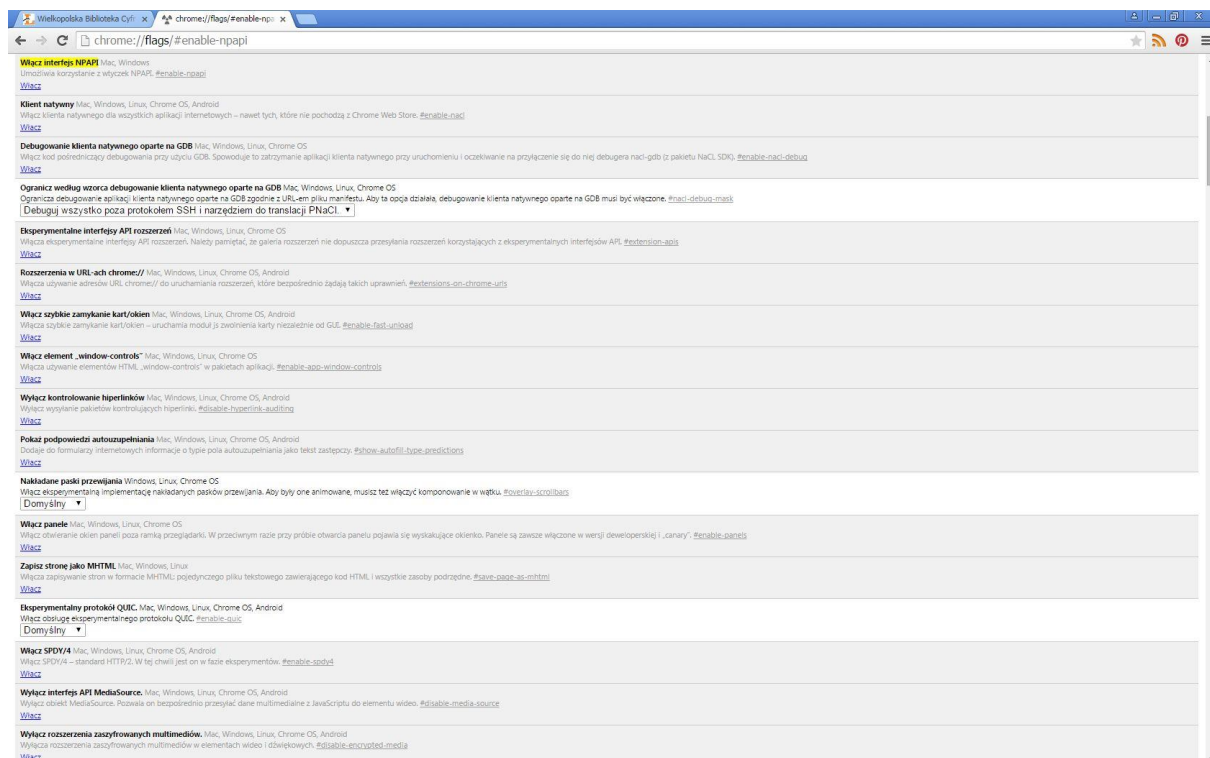 Wielkopolska Biblioteka Cyfr
chrome://flags/#enable-npa
chrome://flags/#enable-npapi
Włącz interfejs NPAPI Mac, Windows
Umożliwia korzystanie z wtyczek NPAPI. #enable-npapi
Włącz
Klient natywny Mac, Windows, Linux, Chrome OS, Android
Włącz klienta natywnego dla wszystkich aplikacji internetowych – nawet tych, które nie pochodzą z Chrome Web Store. #enable-nacl
Włącz
Debugowanie klienta natywnego oparte na GDB Mac, Windows, Linux, Chrome OS
Włącz kod pośredniczący debugowania przy użyciu GDB. Spowoduje to zatrzymanie aplikacji klienta natywnego przy uruchomieniu i oczekiwanie na przyłączenie się do niej debugera nacl-gdb (z pakietu NaCL SDK). #enable-nacl-debug
Włącz
Ogranicz według wzorca debugowanie klienta natywnego oparte na GDB Mac, Windows, Linux, Chrome OS
Ogranicza debugowanie aplikacji klienta natywnego oparte na GDB zgodnie z URL-em pliku manifestu. Aby ta opcja działała, debugowanie klienta natywnego oparte na GDB musi być włączone. #nacl-debug-mask
Debuguj wszystko poza protokołem SSH i narzędziem do translacji PNaCl.
Eksperymentalne interfejsy API rozszerzeń Mac, Windows, Linux, Chrome OS
Włącza eksperymentalne interfejsy API rozszerzeń. Należy pamiętać, że galeria rozszerzeń nie dopuszcza przesyłania rozszerzeń korzystających z eksperymentalnych interfejsów API. #extension-apis
Włącz
Rozszerzenia w URL-ach chrome:// Mac, Windows, Linux, Chrome OS, Android
Włącza używanie adresów URL chrome:// do uruchamiania rozszerzeń, które bezpośrednio żądają takich uprawnień. #extensions-on-chrome-urls
Włącz
Włącz szybkie zamykanie kart/okien Mac, Windows, Linux, Chrome OS, Android
Włącza szybkie zamykanie kart/okien – uruchamia moduł js zwolnienia karty niezależnie od GUI. #enable-fast-unload
Włącz
Włącz element „window-controls” Mac, Windows, Linux, Chrome OS
Włącza używanie elementów HTML „window-controls” w pakietach aplikacji. #enable-app-window-controls
Włącz
Wyłącz kontrolowanie hiperlinków Mac, Windows, Linux, Chrome OS, Android
Wyłącz wysyłanie pakietów kontrolujących hiperlinki. #disable-hyperlink-auditing
Włącz
Pokaż podpowiedzi autouzupełniania Mac, Windows, Linux, Chrome OS, Android
Dodaje do formularzy internetowych informacje o typie pola autouzupełniania jako tekst zastępczy. #show-autofill-type-predictions
Włącz
Nakładane paski przewijania Windows, Linux, Chrome OS
Włącz eksperymentalną implementację nakładanych pasków przewijania. Aby były one animowane, musisz też włączyć komponowanie w wątku. #overlay-scrollbars
Domyślny
Włącz panele Mac, Windows, Linux, Chrome OS
Włącz otwieranie okien paneli poza ramką przeglądarki. W przeciwnym razie przy próbie otwarcia panelu pojawia się wyskakujące okienko. Panele są zawsze włączone w wersji deweloperskiej i „canary”. #enable-panels
Włącz
Zapisz stronę jako MHTML Mac, Windows, Linux
Włącza zapisywanie stron w formacie MHTML: pojedynczego pliku tekstowego zawierającego kod HTML i wszystkie zasoby podrzędne. #save-page-as-mhtml
Włącz
Eksperymentalny protokół QUIC. Mac, Windows, Linux, Chrome OS, Android
Włącz obsługę eksperymentalnego protokołu QUIC. #enable-quic
Domyślny
Włącz SPDY/4 Mac, Windows, Linux, Chrome OS, Android
Włącz SPDY/4 – standard HTTP/2. W tej chwili jest on w fazie eksperymentów. #enable-spdy4
Włącz
Wyłącz interfejs API MediaSource. Mac, Windows, Linux, Chrome OS, Android
Wyłącz obiekt MediaSource. Pozwala on bezpośrednio przesyłać dane multimedialne z JavaScriptu do elementu wideo. #disable-media-source
Włącz
Wyłącz rozszerzenia zaszyfrowanych multimediów. Mac, Windows, Linux, Chrome OS, Android
Wyłącza rozszerzenia zaszyfrowanych multimediów w elementach wideo i dźwiękowych. #disable-encrypted-media
Włącz